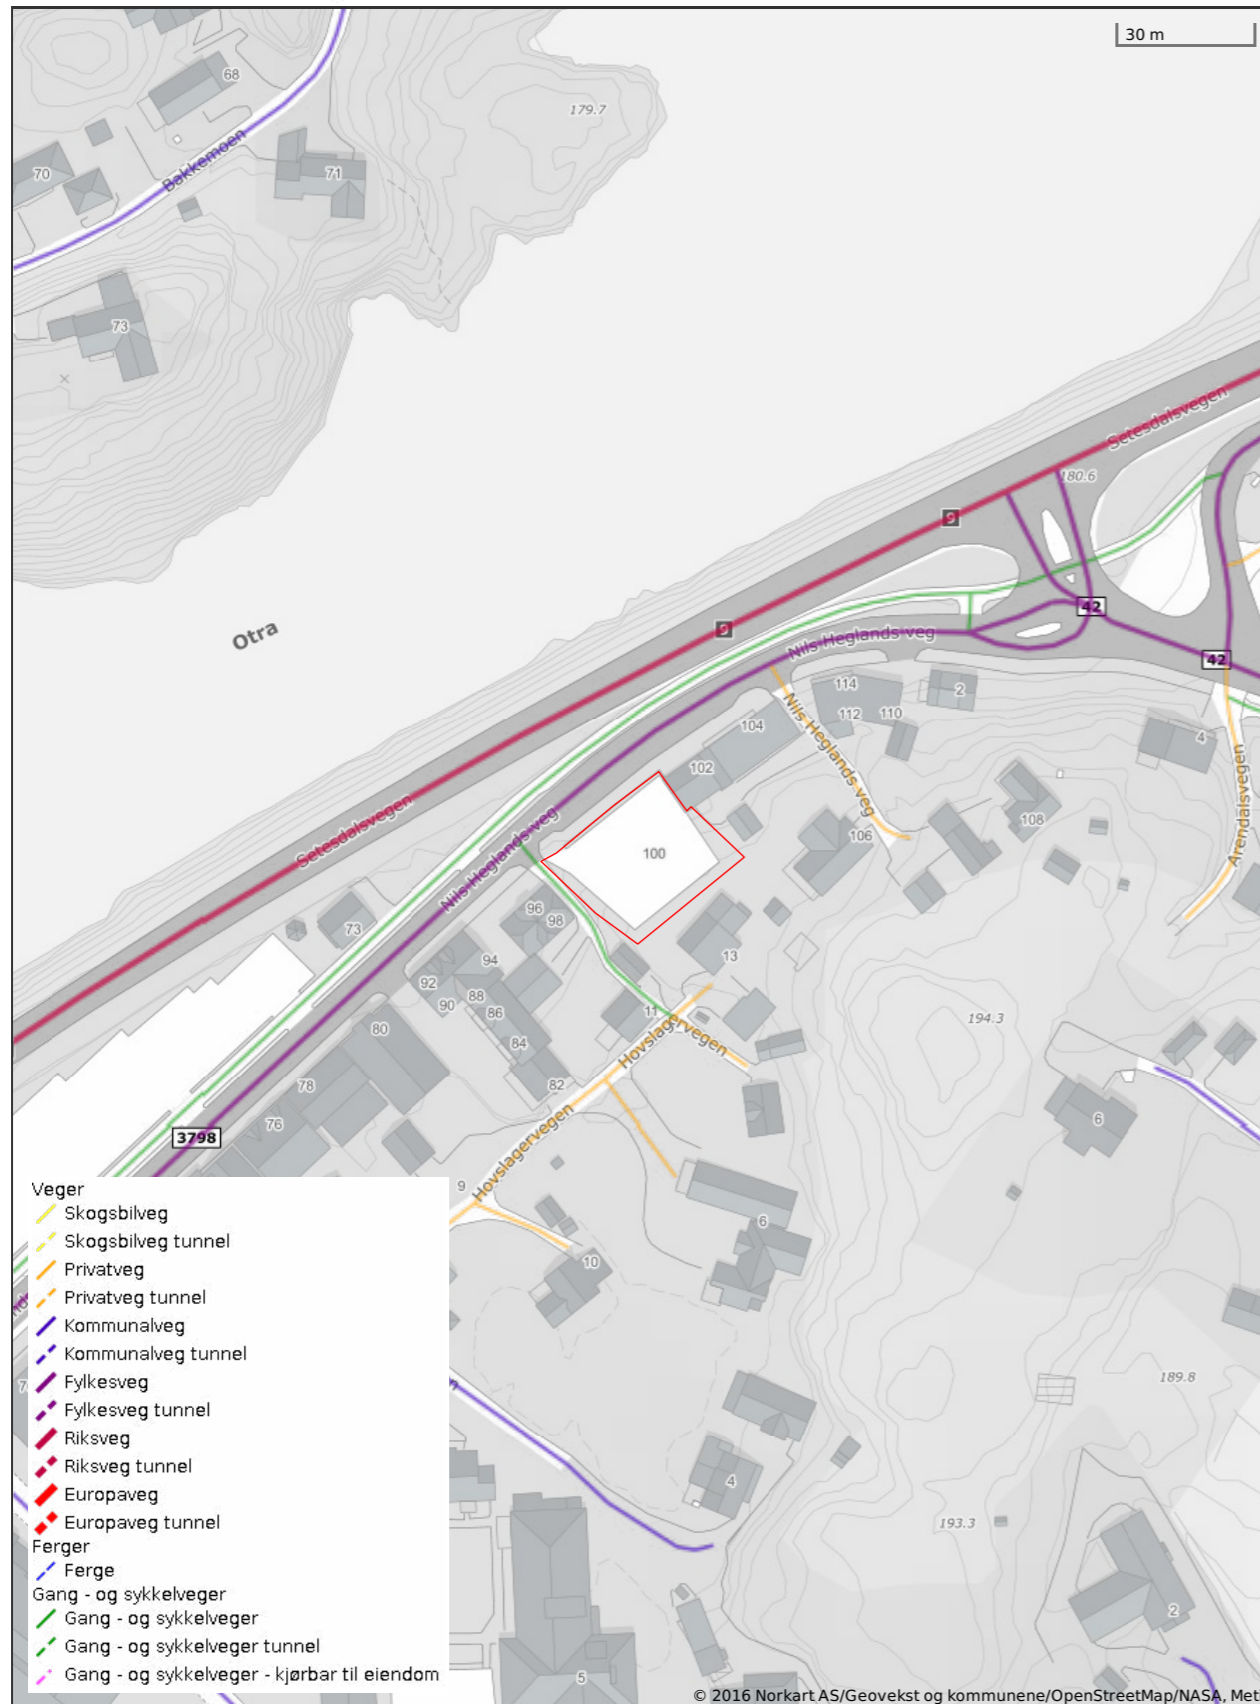 30 m
68
179.7
Bakkemoen
70
71
73
Setesdalsvegen
180.6
9
42
Otra
9
Nils Heglands veg
42
114
2
112
110
104
4
Nils Heglands veg
102
Arendalsvegen
Setesdalsvegen
Nils Heglands veg
106
108
100
96
98
73
94
13
92
88
90
86
11
194.3
80
84
Hovslagervegen
82
78
76
6
3798
Hovslagervegen
9
6
10
189.8
4
193.3
2
5
Veger
Skogsbilveg
Skogsbilveg tunnel
Privatveg
Privatveg tunnel
Kommunalveg
Kommunalveg tunnel
Fylkesveg
Fylkesveg tunnel
Riksveg
Riksveg tunnel
Europaveg
Europaveg tunnel
Ferger
Ferge
Gang - og sykkelveger
Gang - og sykkelveger
Gang - og sykkelveger tunnel
Gang - og sykkelveger - kjørbar til eiendom
© 2016 Norkart AS/Geovekst og kommunene/OpenStreetMap/NASA, Met